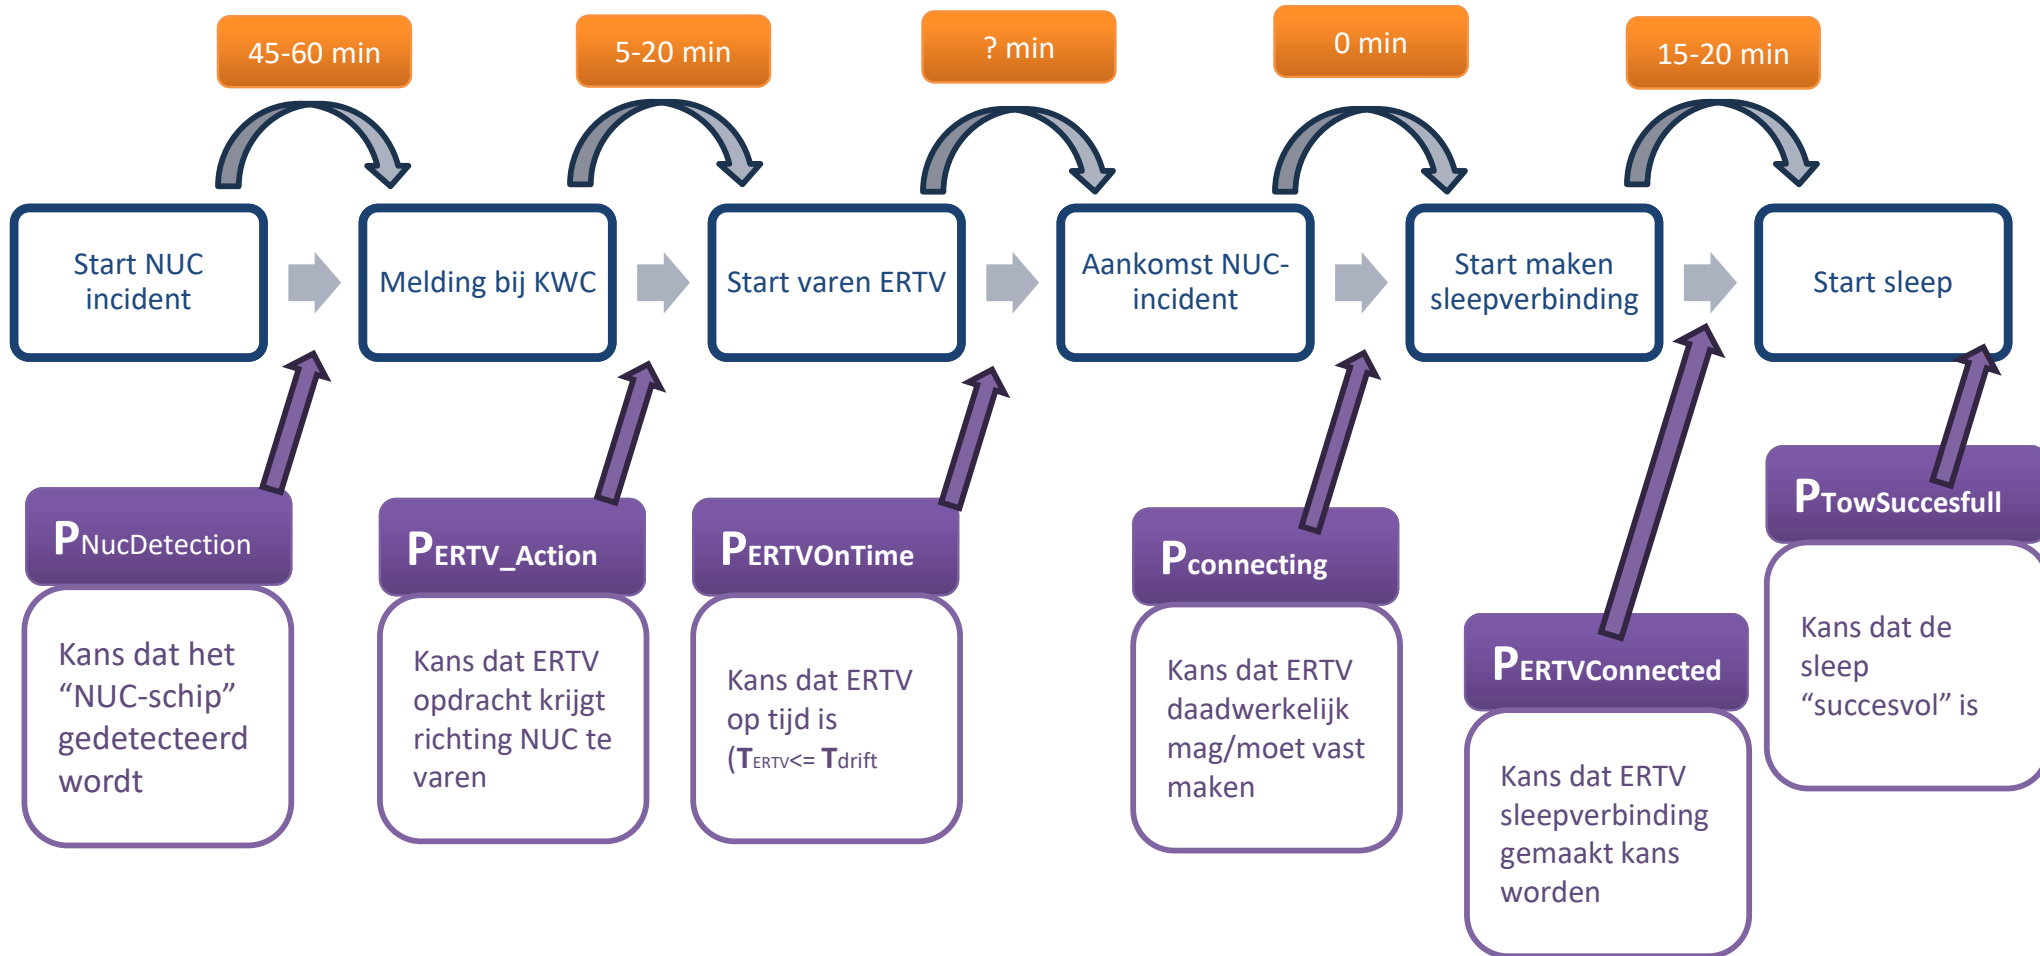 45-60 min
5-20 min
? min
0 min
15-20 min
Start NUC
incident
Melding bij KWC
Start varen ERTV
Aankomst NUC-
incident
Start maken
sleepverbinding
Start sleep
PNucDetection
Kans dat het
“NUC-schip”
gedetecteerd
wordt
PERTV_Action
Kans dat ERTV
opdracht krijgt
richting NUC te
varen
PERTVOnTime
Kans dat ERTV
op tijd is
(TERTV<= Tdrift
Pconnecting
Kans dat ERTV
daadwerkelijk
mag/moet vast
maken
PERTVConnected
Kans dat ERTV
sleepverbinding
gemaakt kans
worden
PTowSuccesfull
Kans dat de
sleep
“succesvol” is